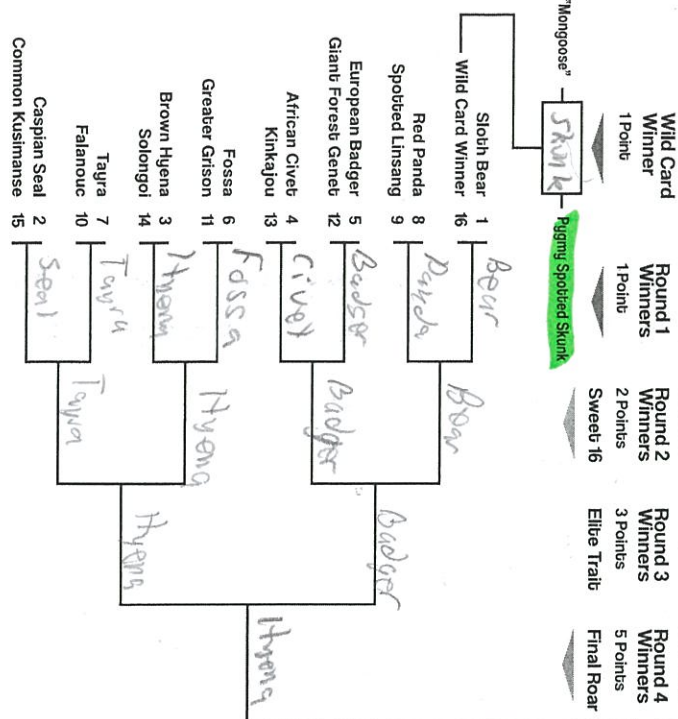 Wild Card
Winner
1 Point
Round 1
Winners
1 Point
Round 2
Winners
2 Points
Sweet 16
Round 3
Winners
3 Points
Elite Trait
Round 4
Winners
5 Points
Final Roar
"Mongoose"
Skunk
Pygmy Spotted Skunk
Sloth Bear 1
Wild Card Winner 16
Bear
Red Panda 8
Spotted Linsang 9
Panda
Bear
European Badger 5
Giant Forest Genet 12
Badger
African Civet 4
Kinkajou 13
Civet
Badger
Badger
Fossa 6
Greater Grison 11
Fossa
Brown Hyena 3
Solongoi 14
Hyena
Hyena
Tayra 7
Falanouc 10
Tayra
Caspian Seal 2
Common Kusimanse 15
Seal
Tayra
Hyena
Hyena